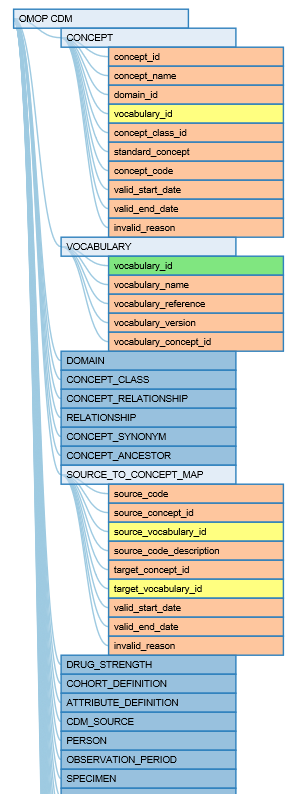 OMOP CDM
CONCEPT
concept_id
concept_name
domain_id
vocabulary_id
concept_class_id
standard_concept
concept_code
valid_start_date
valid_end_date
invalid_reason
VOCABULARY
vocabulary_id
vocabulary_name
vocabulary_reference
vocabulary_version
vocabulary_concept_id
DOMAIN
CONCEPT_CLASS
CONCEPT_RELATIONSHIP
RELATIONSHIP
CONCEPT_SYNONYM
CONCEPT_ANCESTOR
SOURCE_TO_CONCEPT_MAP
source_code
source_concept_id
source_vocabulary_id
source_code_description
target_concept_id
target_vocabulary_id
valid_start_date
valid_end_date
invalid_reason
DRUG_STRENGTH
COHORT_DEFINITION
ATTRIBUTE_DEFINITION
CDM_SOURCE
PERSON
OBSERVATION_PERIOD
SPECIMEN